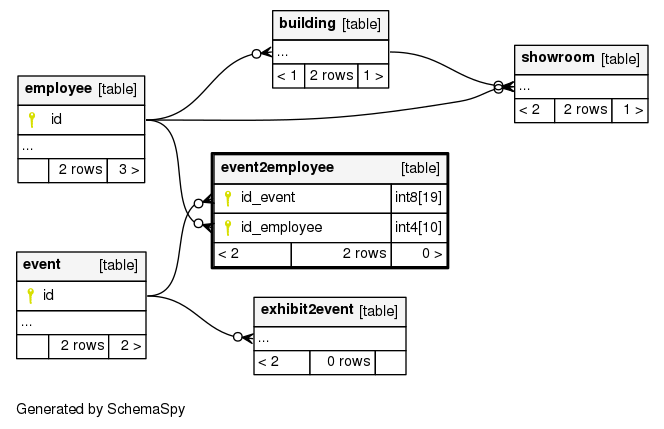 building [table]
...
< 1 2 rows 1 >
showroom [table]
...
< 2 2 rows 1 >
employee [table]
id
...
2 rows 3 >
event2employee [table]
id_event int8[19]
id_employee int4[10]
< 2 2 rows 0 >
event [table]
id
...
2 rows 2 >
exhibit2event [table]
...
< 2 0 rows
Generated by SchemaSpy